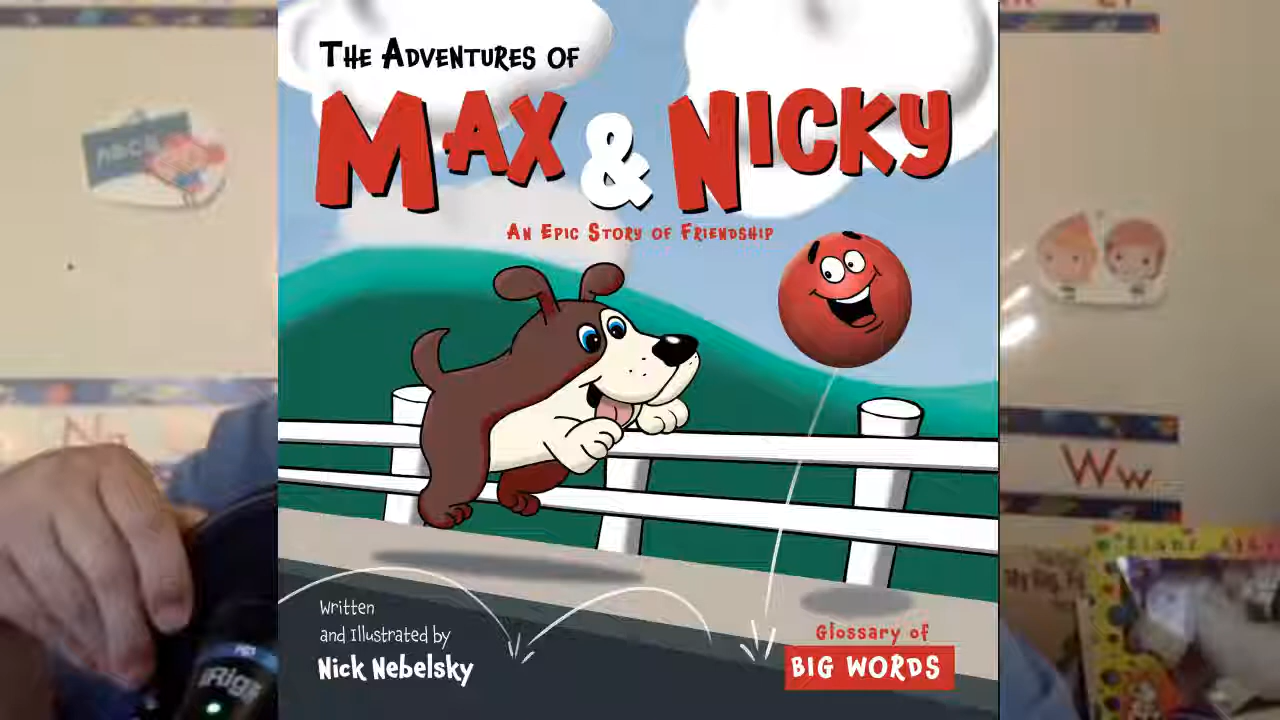 THE ADVENTURES OF
MAX & NICKY
AN EPIC STORY OF FRIENDSHIP
Written
and Illustrated by
Nick Nebelsky
Glossary of
BIG WORDS
Ww
iRig